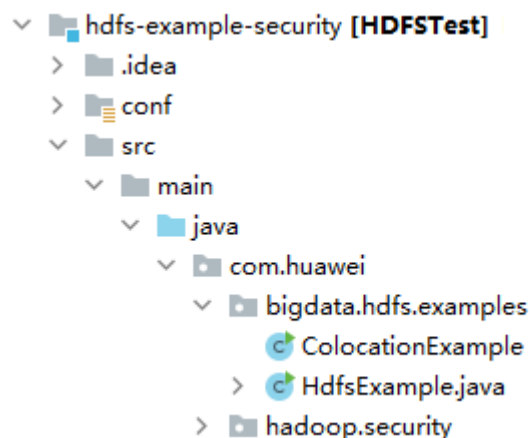 hdfs-example-security [HDFSTest]
.idea
conf
src
main
java
com.huawei
bigdata.hdfs.examples
ColocationExample
HdfsExample.java
hadoop.security